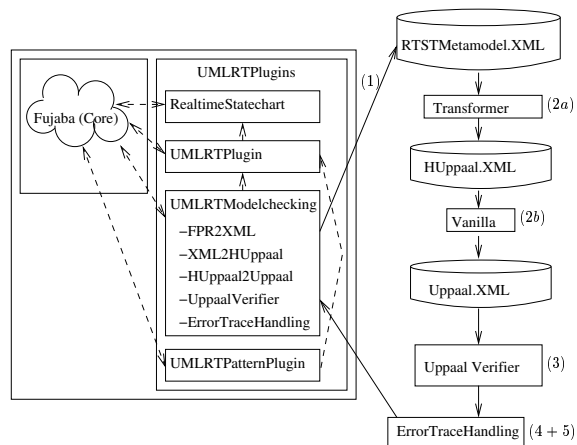 UMLRTPlugins
Fujaba (Core)
RealtimeStatechart
UMLRTPlugin
UMLRTModelchecking
−FPR2XML
−XML2HUppaal
−HUppaal2Uppaal
−UppaalVerifier
−ErrorTraceHandling
UMLRTPatternPlugin
(1)
RTSTMetamodel.XML
Transformer
(2a)
HUppaal.XML
Vanilla
(2b)
Uppaal.XML
Uppaal Verifier
(3)
ErrorTraceHandling
(4 + 5)